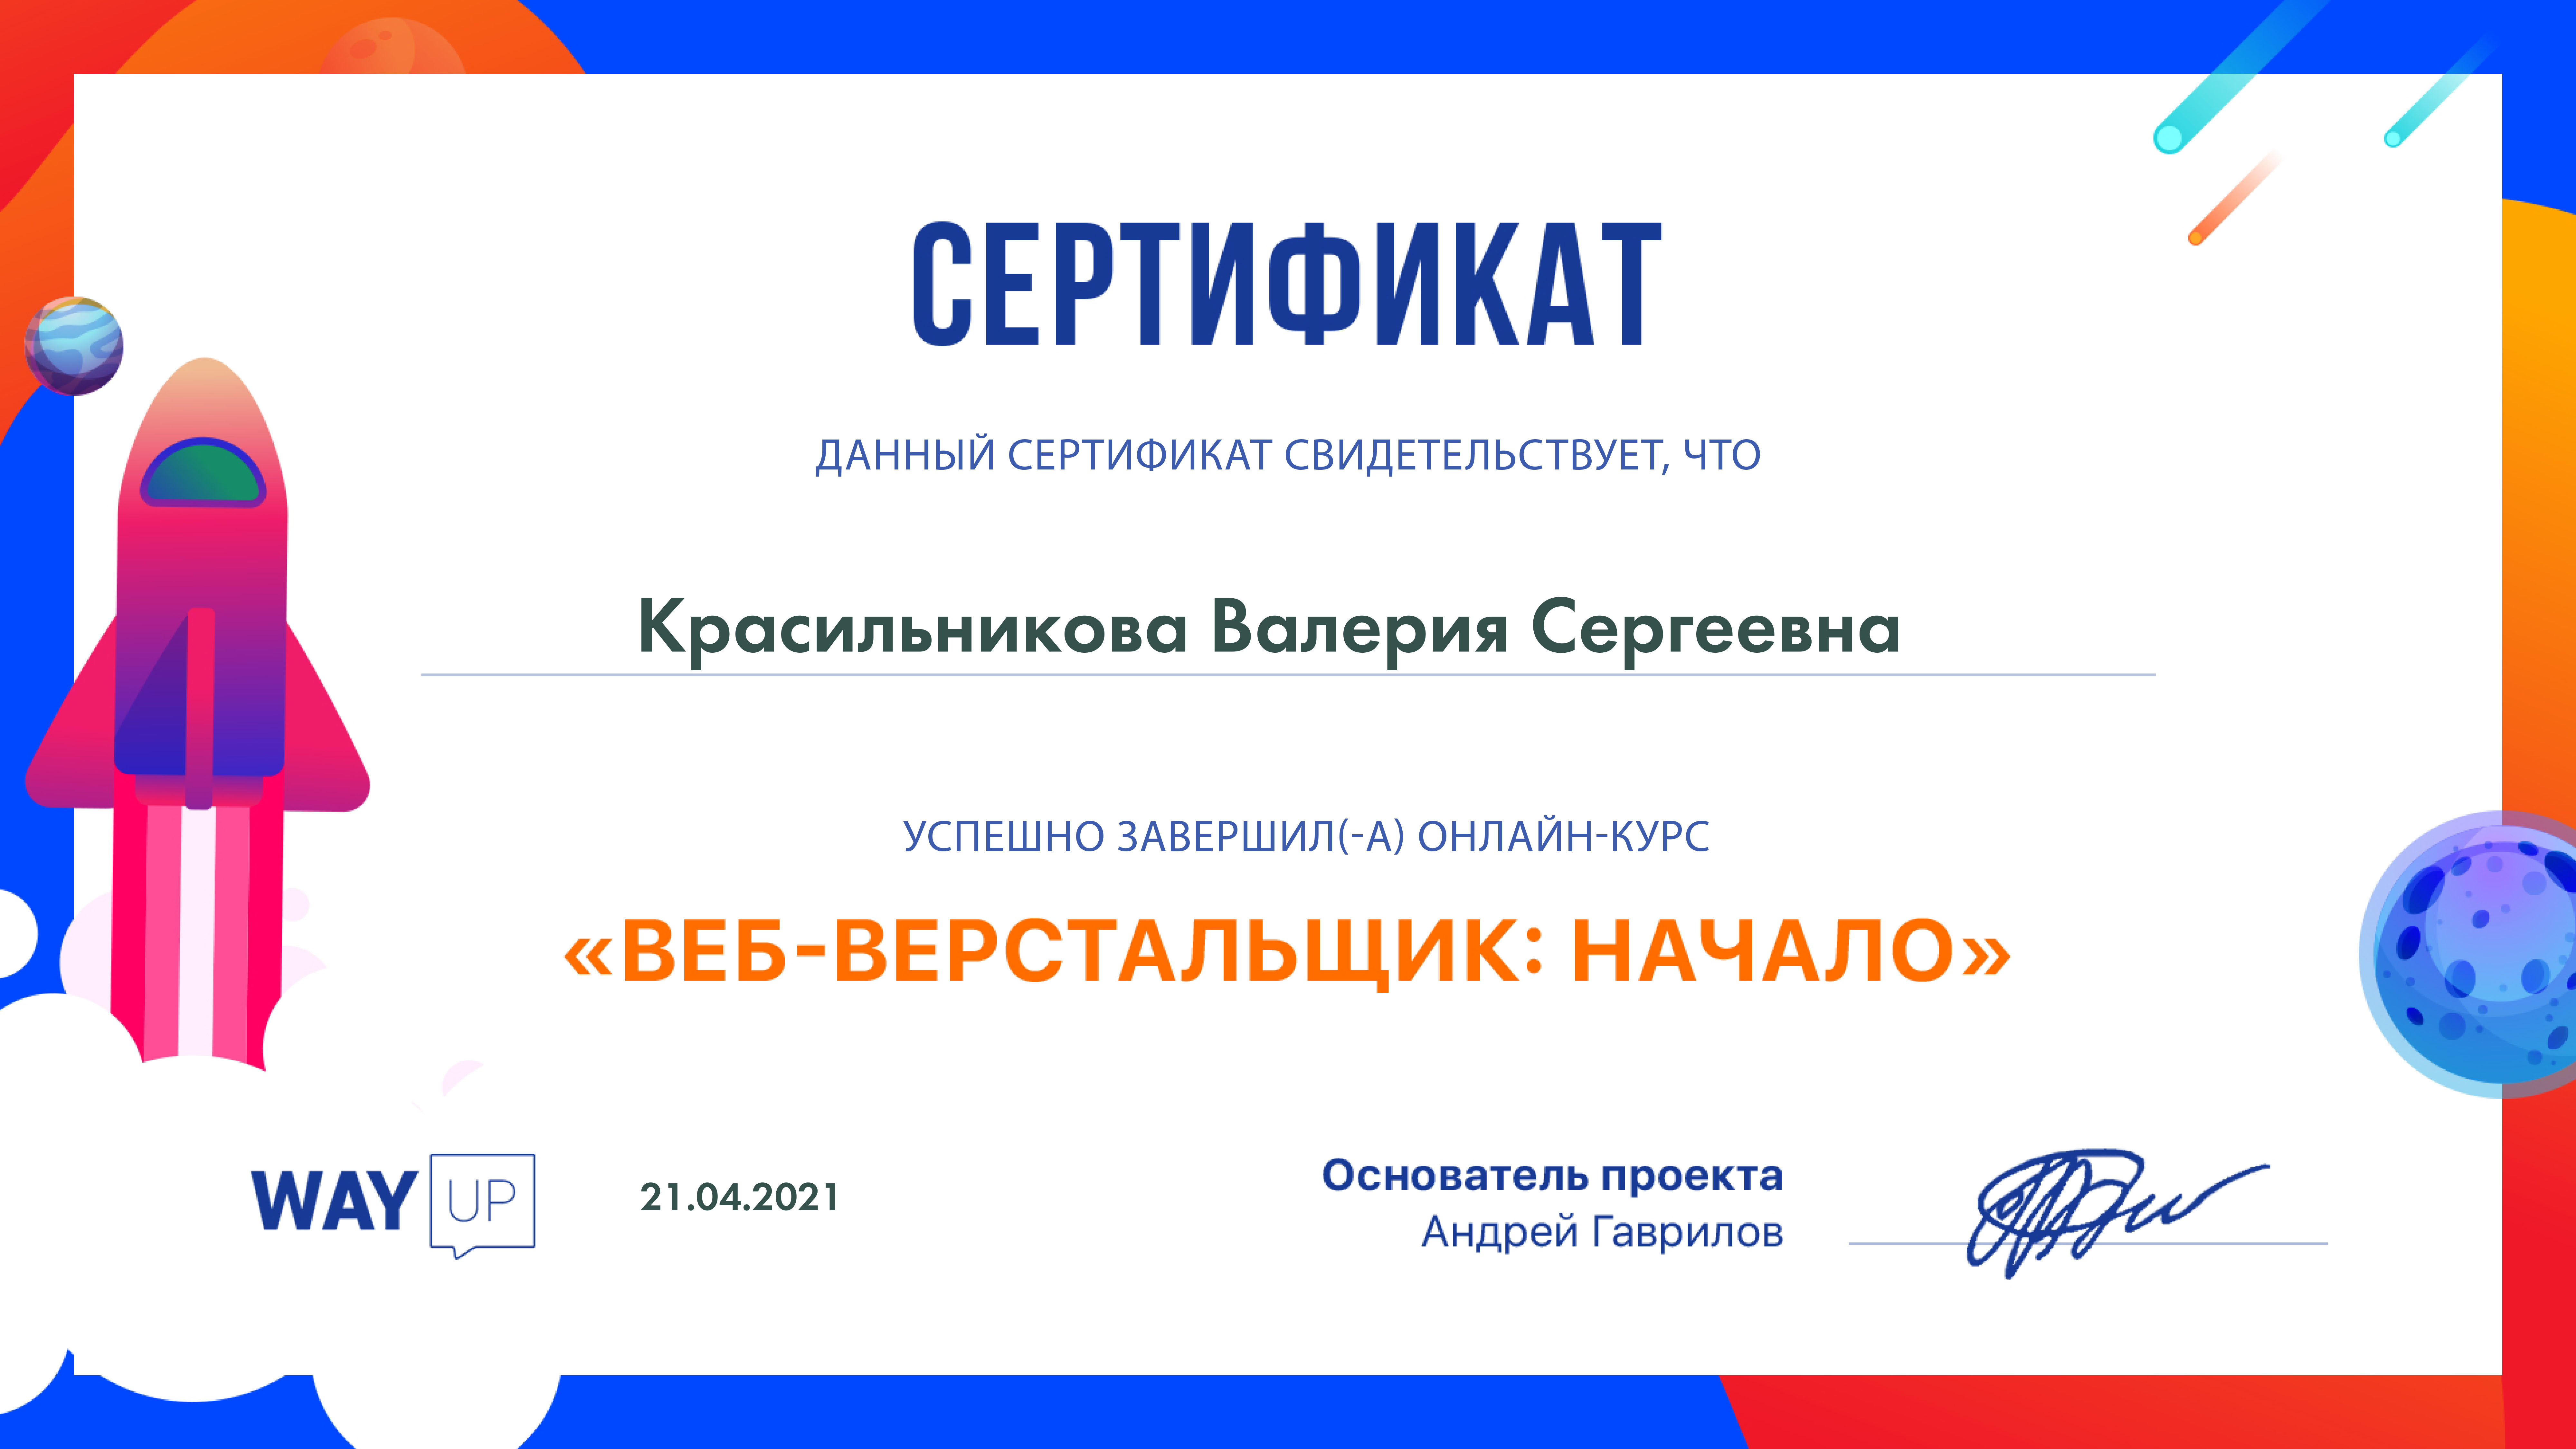 СЕРТИФИКАТ
ДАННЫЙ СЕРТИФИКАТ СВИДЕТЕЛЬСТВУЕТ, ЧТО
Красильникова Валерия Сергеевна
УСПЕШНО ЗАВЕРШИЛ(-А) ОНЛАЙН-КУРС
«ВЕБ-ВЕРСТАЛЬЩИК: НАЧАЛО»
WAY UP
21.04.2021
Основатель проекта
Андрей Гаврилов